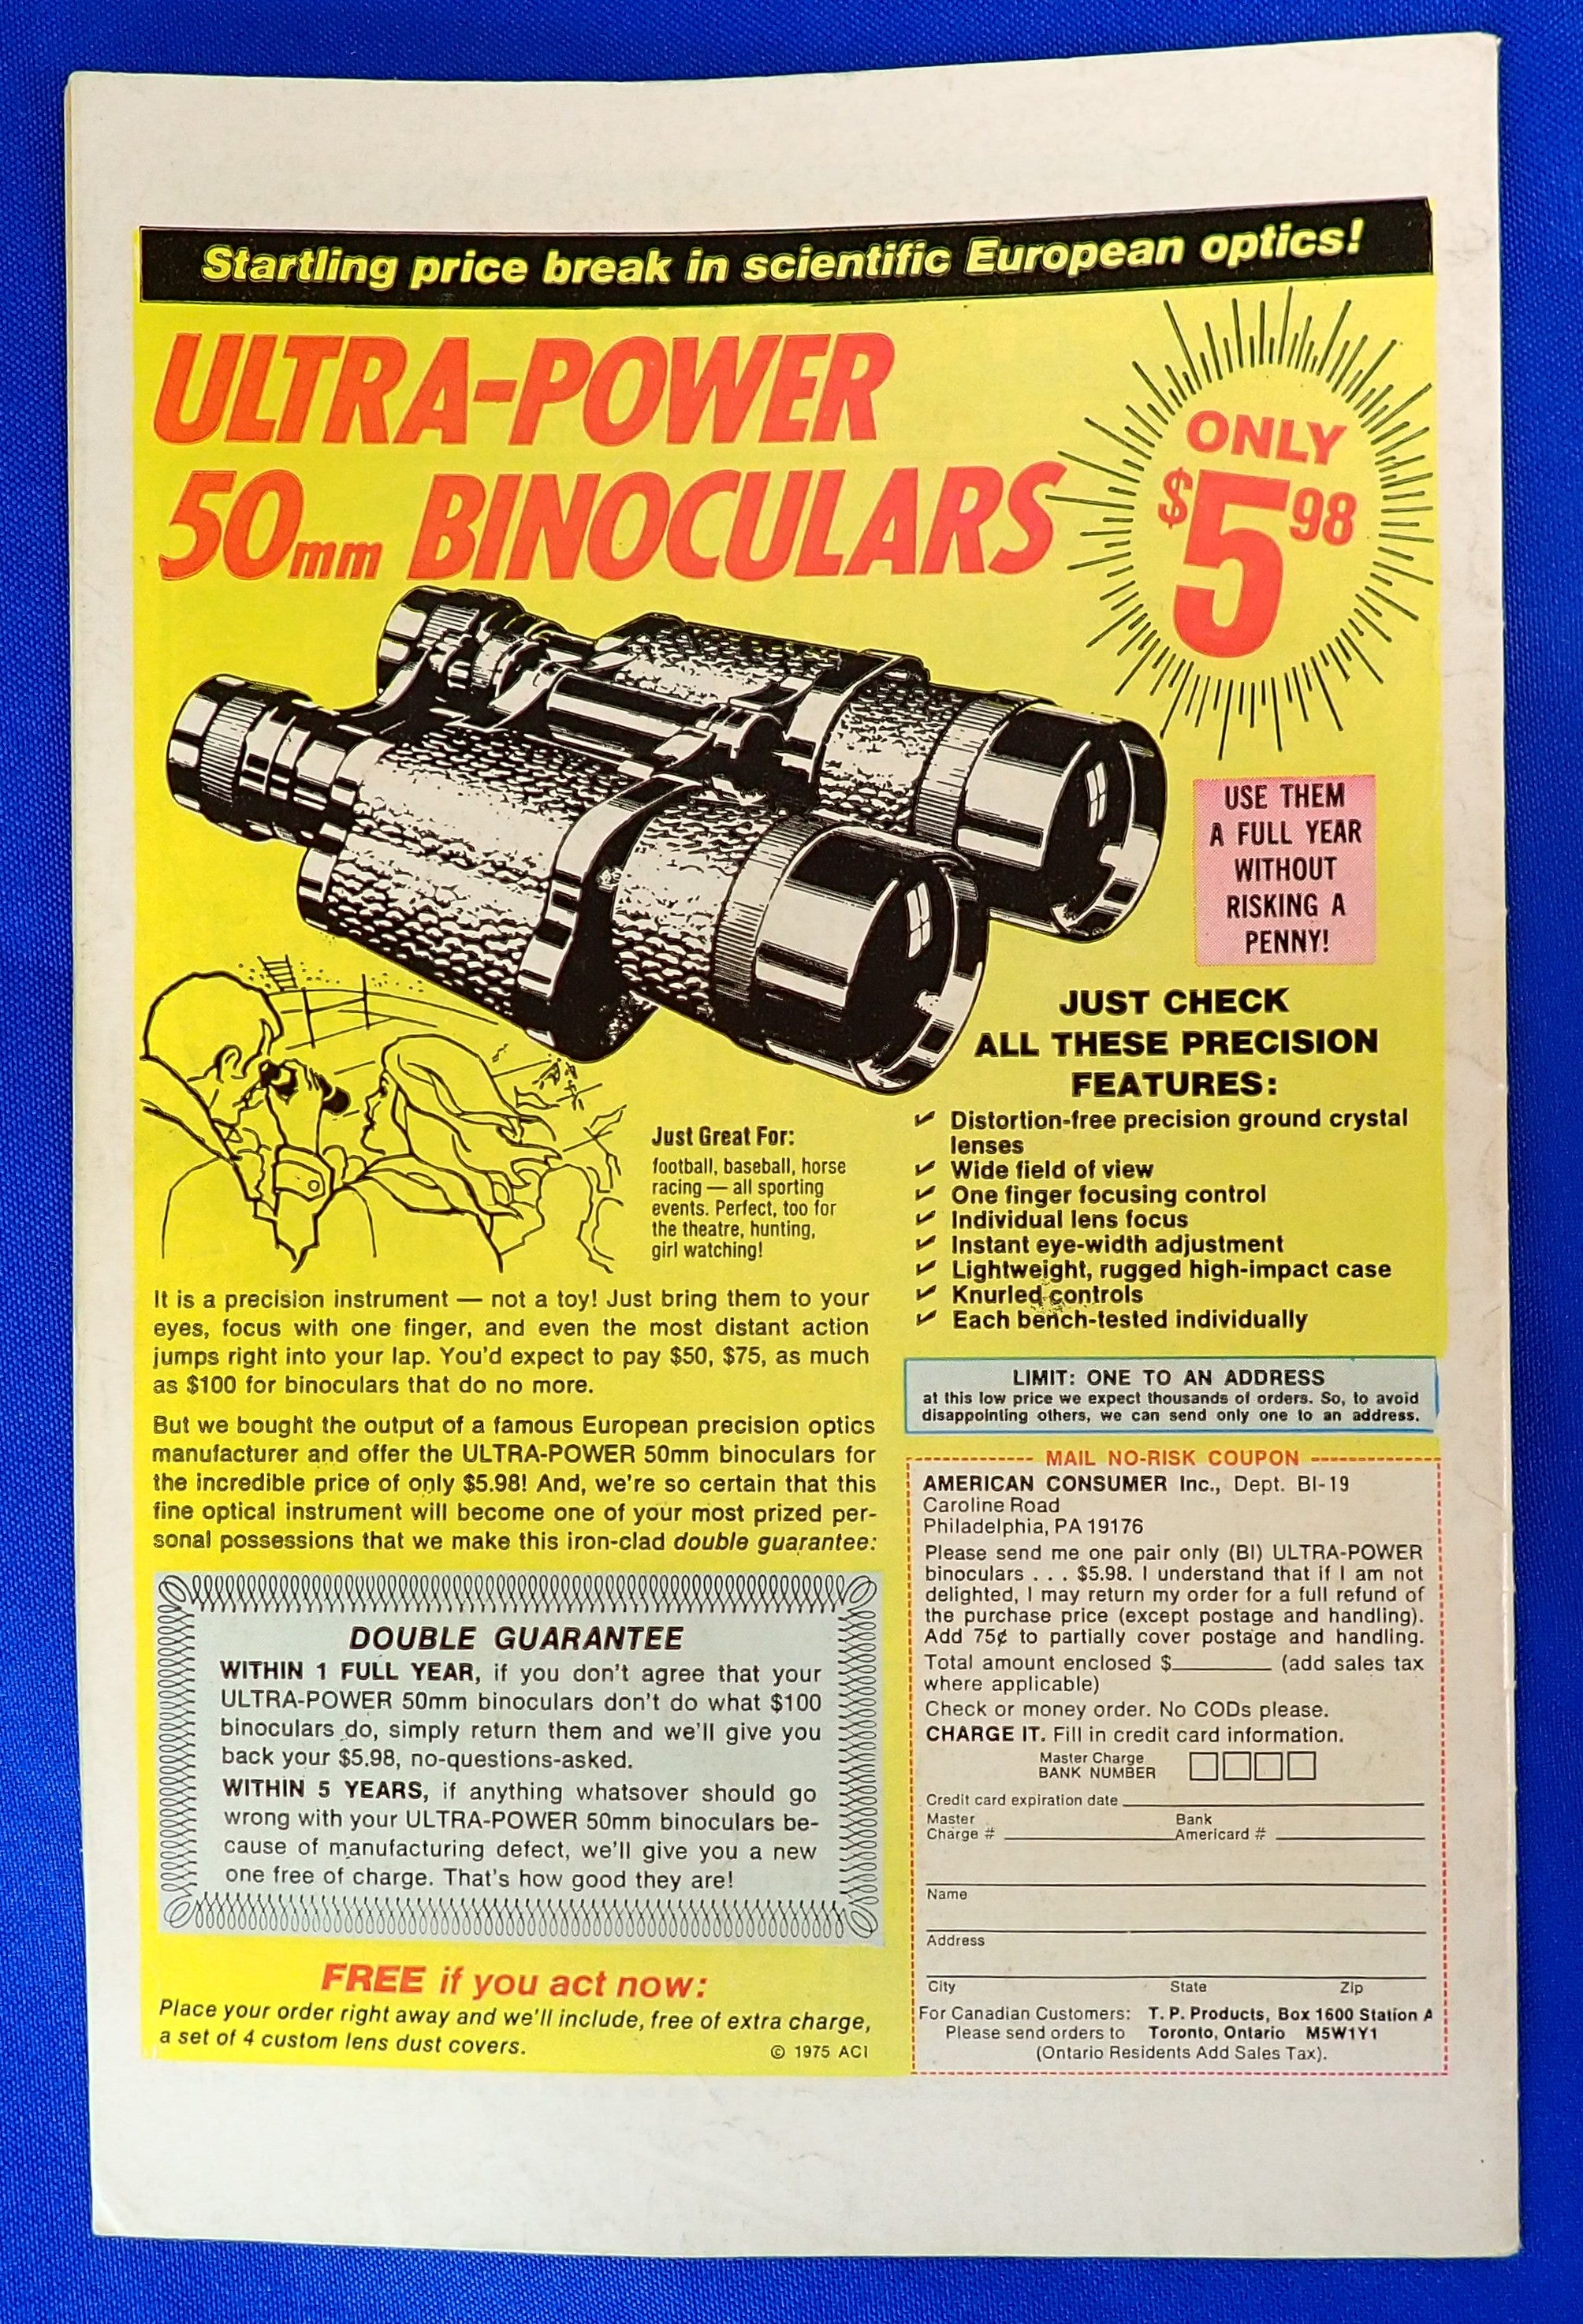 Startling price break in scientific European optics!
ULTRA-POWER
50mm BINOCULARS
ONLY
$5 98
USE THEM
A FULL YEAR
WITHOUT
RISKING A
PENNY!
JUST CHECK
ALL THESE PRECISION
FEATURES:
✓ Distortion-free precision ground crystal
lenses
✓ Wide field of view
✓ One finger focusing control
✓ Individual lens focus
✓ Instant eye-width adjustment
✓ Lightweight, rugged high-impact case
✓ Knurled controls
✓ Each bench-tested individually
Just Great For:
football, baseball, horse
racing — all sporting
events. Perfect, too for
the theatre, hunting,
girl watching!
It is a precision instrument — not a toy! Just bring them to your
eyes, focus with one finger, and even the most distant action
jumps right into your lap. You'd expect to pay $50, $75, as much
as $100 for binoculars that do no more.
But we bought the output of a famous European precision optics
manufacturer and offer the ULTRA-POWER 50mm binoculars for
the incredible price of only $5.98! And, we're so certain that this
fine optical instrument will become one of your most prized per-
sonal possessions that we make this iron-clad double guarantee:
DOUBLE GUARANTEE
WITHIN 1 FULL YEAR, if you don't agree that your
ULTRA-POWER 50mm binoculars don't do what $100
binoculars do, simply return them and we'll give you
back your $5.98, no-questions-asked.
WITHIN 5 YEARS, if anything whatsover should go
wrong with your ULTRA-POWER 50mm binoculars be-
cause of manufacturing defect, we'll give you a new
one free of charge. That's how good they are!
FREE if you act now:
Place your order right away and we'll include, free of extra charge,
a set of 4 custom lens dust covers.
© 1975 ACI
LIMIT: ONE TO AN ADDRESS
at this low price we expect thousands of orders. So, to avoid
disappointing others, we can send only one to an address.
MAIL NO-RISK COUPON
AMERICAN CONSUMER Inc., Dept. BI-19
Caroline Road
Philadelphia, PA 19176
Please send me one pair only (BI) ULTRA-POWER
binoculars . . . $5.98. I understand that if I am not
delighted, I may return my order for a full refund of
the purchase price (except postage and handling).
Add 75¢ to partially cover postage and handling.
Total amount enclosed $________ (add sales tax
where applicable)
Check or money order. No CODs please.
CHARGE IT. Fill in credit card information.
Master Charge
BANK NUMBER
Credit card expiration date
Master Bank
Charge # Americard #
Name
Address
City State Zip
For Canadian Customers: T. P. Products, Box 1600 Station A
Please send orders to Toronto, Ontario M5W1Y1
(Ontario Residents Add Sales Tax).